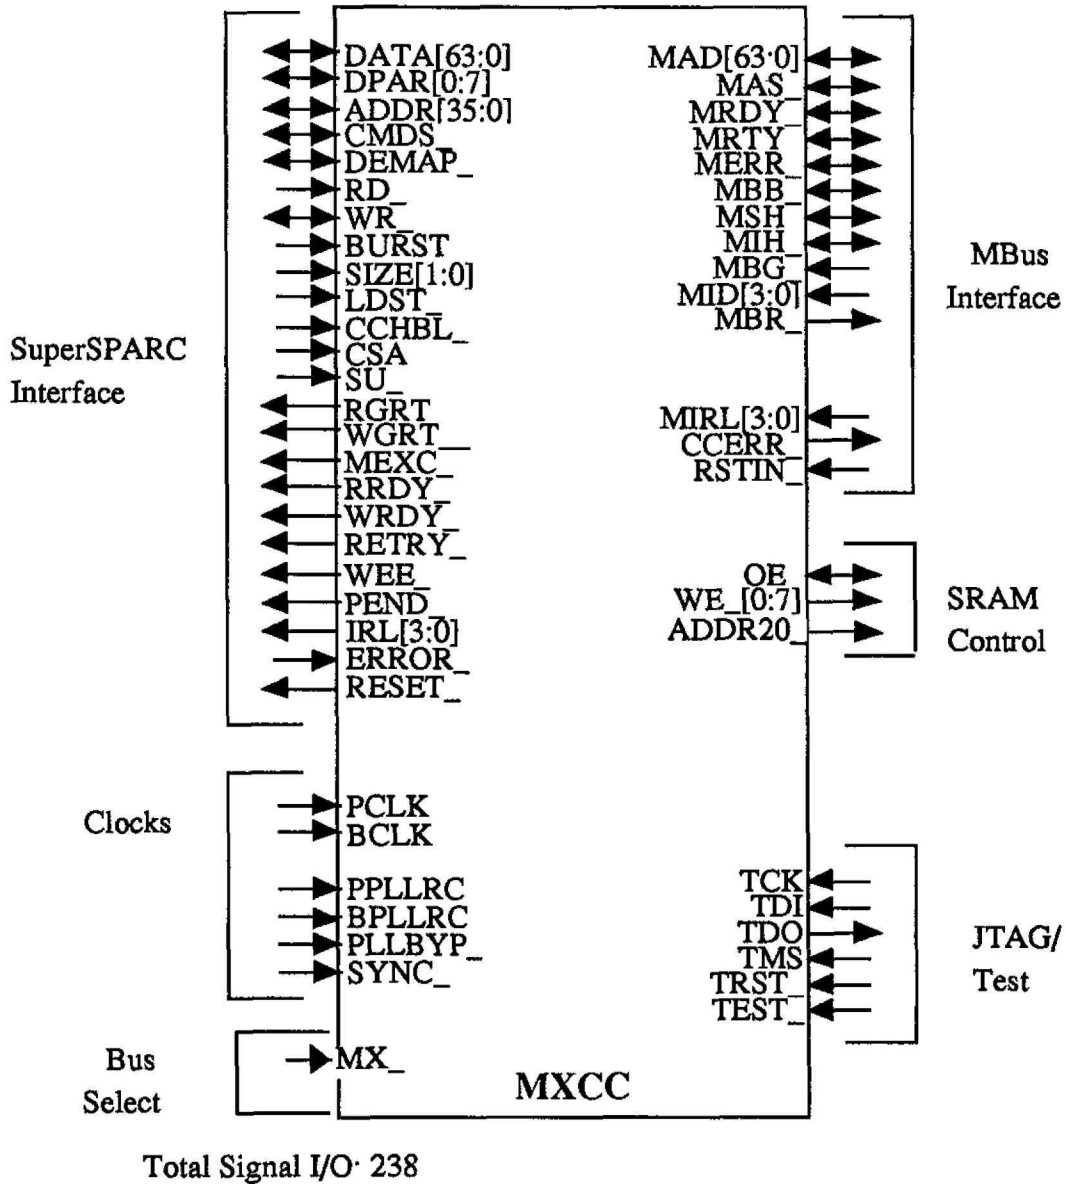 DATA[63:0]
DPAR[0:7]
ADDR[35:0]
CMDS_
DEMAP_
RD_
WR_
BURST
SIZE[1:0]
LDST_
CCHBL_
CSA
SU_
RGRT_
WGRT_
MEXC_
RRDY_
WRDY_
RETRY_
WEE_
PEND_
IRL[3:0]
ERROR_
RESET_
SuperSPARC
Interface
PCLK
BCLK
PPLLRC
BPLLRC
PLLBYP_
SYNC_
Clocks
MX_
Bus
Select
MAD[63:0]
MAS_
MRDY_
MRTY_
MERR_
MBB_
MSH_
MIH_
MBG_
MID[3:0]
MBR_
MIRL[3:0]
CCERR_
RSTIN_
MBus
Interface
OE_
WE_[0:7]
ADDR20_
SRAM
Control
TCK
TDI
TDO
TMS
TRST_
TEST_
JTAG/
Test
MXCC
Total Signal I/O: 238